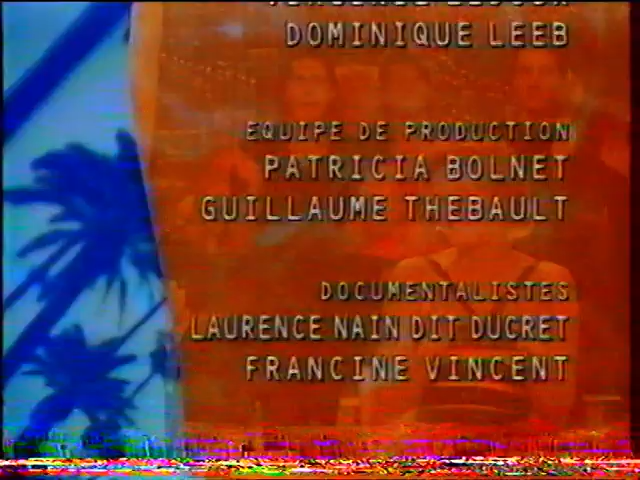 DOMINIQUE LEEB
EQUIPE DE PRODUCTION
PATRICIA BOLNET
GUILLAUME THEBAULT
DOCUMENTALISTES
LAURENCE NAIN DIT DUCRET
FRANCINE VINCENT